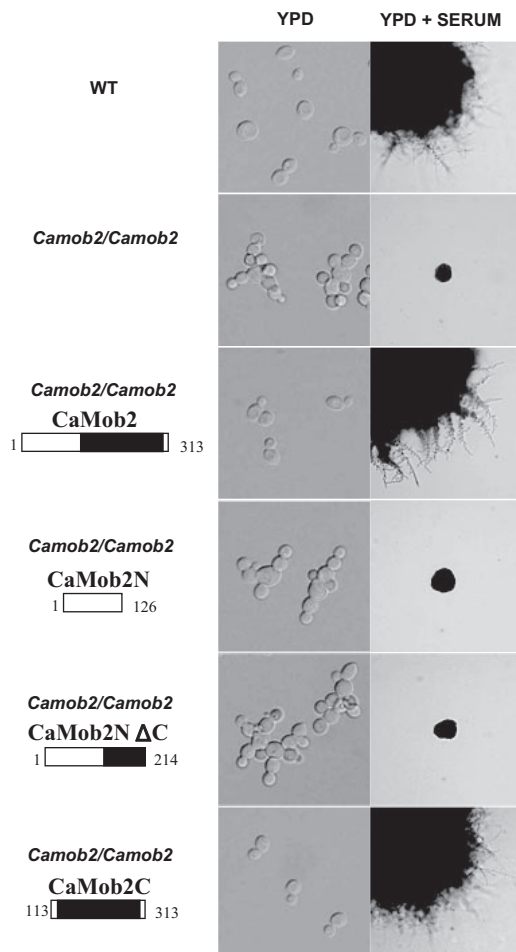 YPD YPD + SERUM
WT
Camob2/Camob2
Camob2/Camob2
CaMob2
1 313
Camob2/Camob2
CaMob2N
1 126
Camob2/Camob2
CaMob2N ΔC
1 214
Camob2/Camob2
CaMob2C
113 313